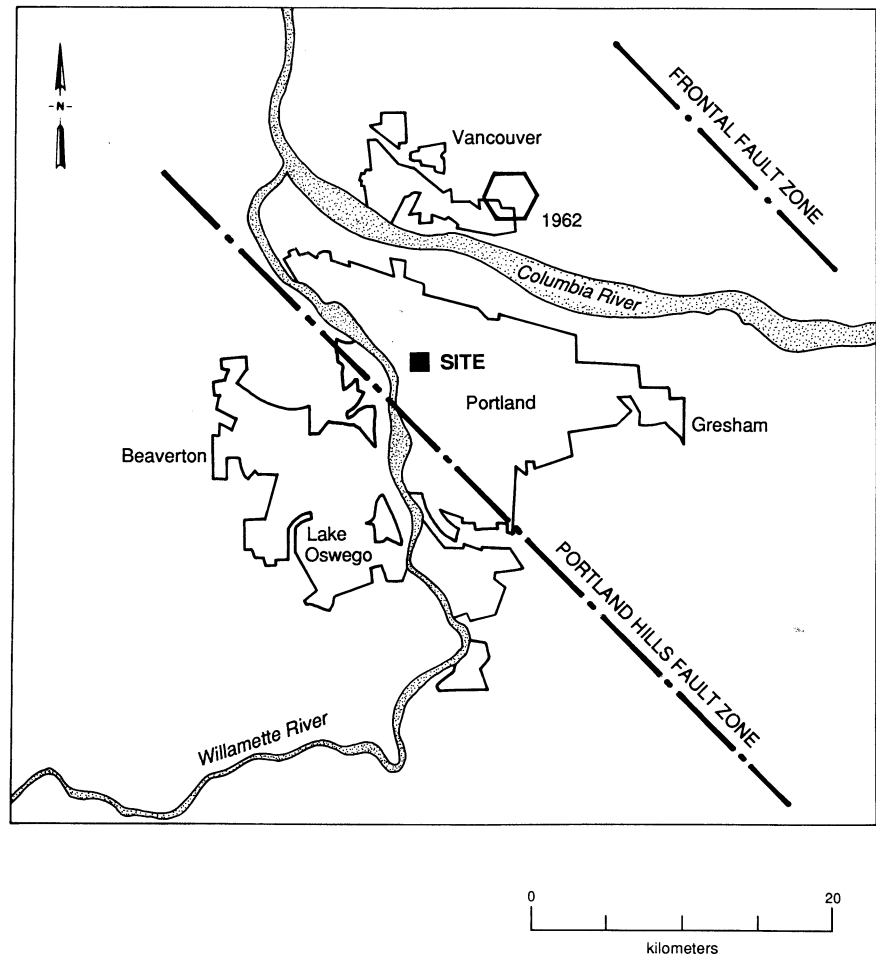 -N-
Vancouver
1962
FRONTAL FAULT ZONE
Columbia River
SITE
Portland
Gresham
Beaverton
Lake
Oswego
PORTLAND HILLS FAULT ZONE
Willamette River
0
20
kilometers